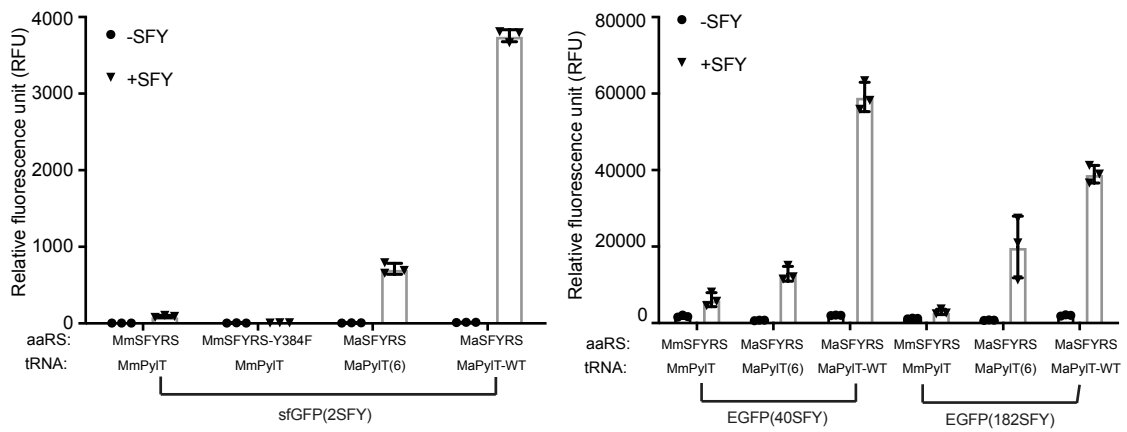 Relative fluorescence unit (RFU)
4000
3000
2000
1000
0
-SFY
+SFY
aaRS: MmSFYRS MmSFYRS-Y384F MaSFYRS MaSFYRS
tRNA: MmPylT MmPylT MaPylT(6) MaPylT-WT
sfGFP(2SFY)
Relative fluorescence unit (RFU)
80000
60000
40000
20000
0
-SFY
+SFY
aaRS: MmSFYRS MaSFYRS MaSFYRS MmSFYRS MaSFYRS MaSFYRS
tRNA: MmPylT MaPylT(6) MaPylT-WT MmPylT MaPylT(6) MaPylT-WT
EGFP(40SFY) EGFP(182SFY)